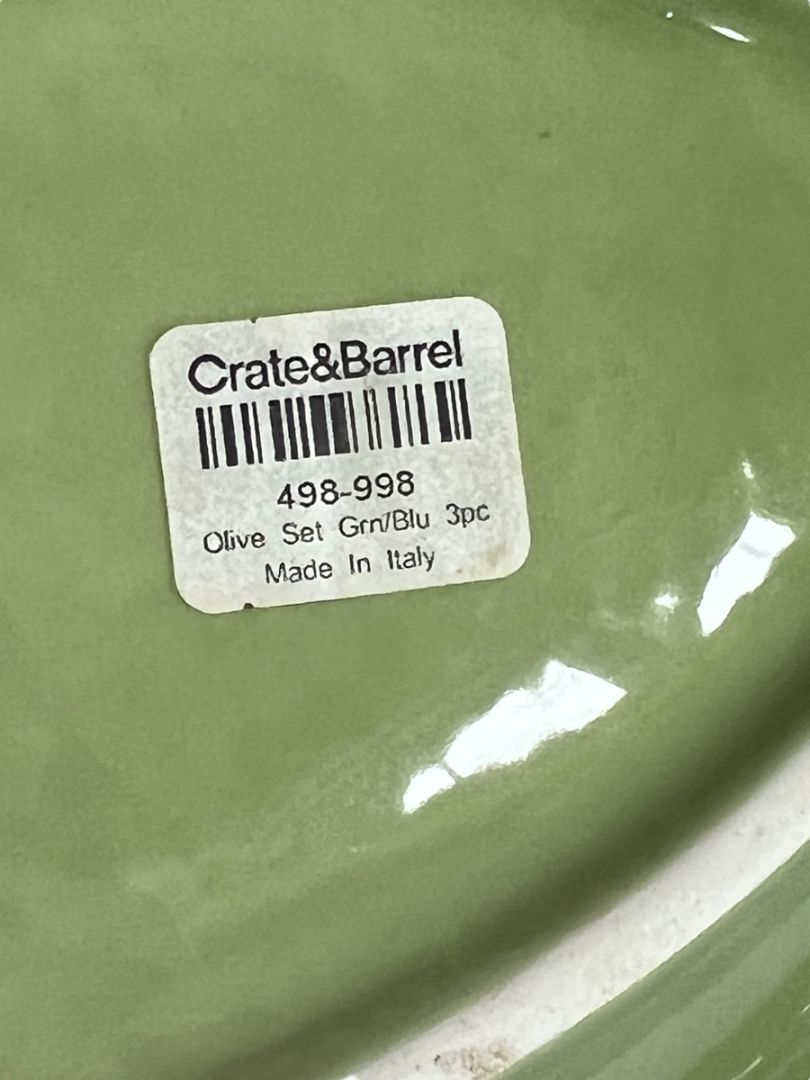 Crate&Barrel
498-998
Olive Set Grn/Blu 3pc
Made In Italy